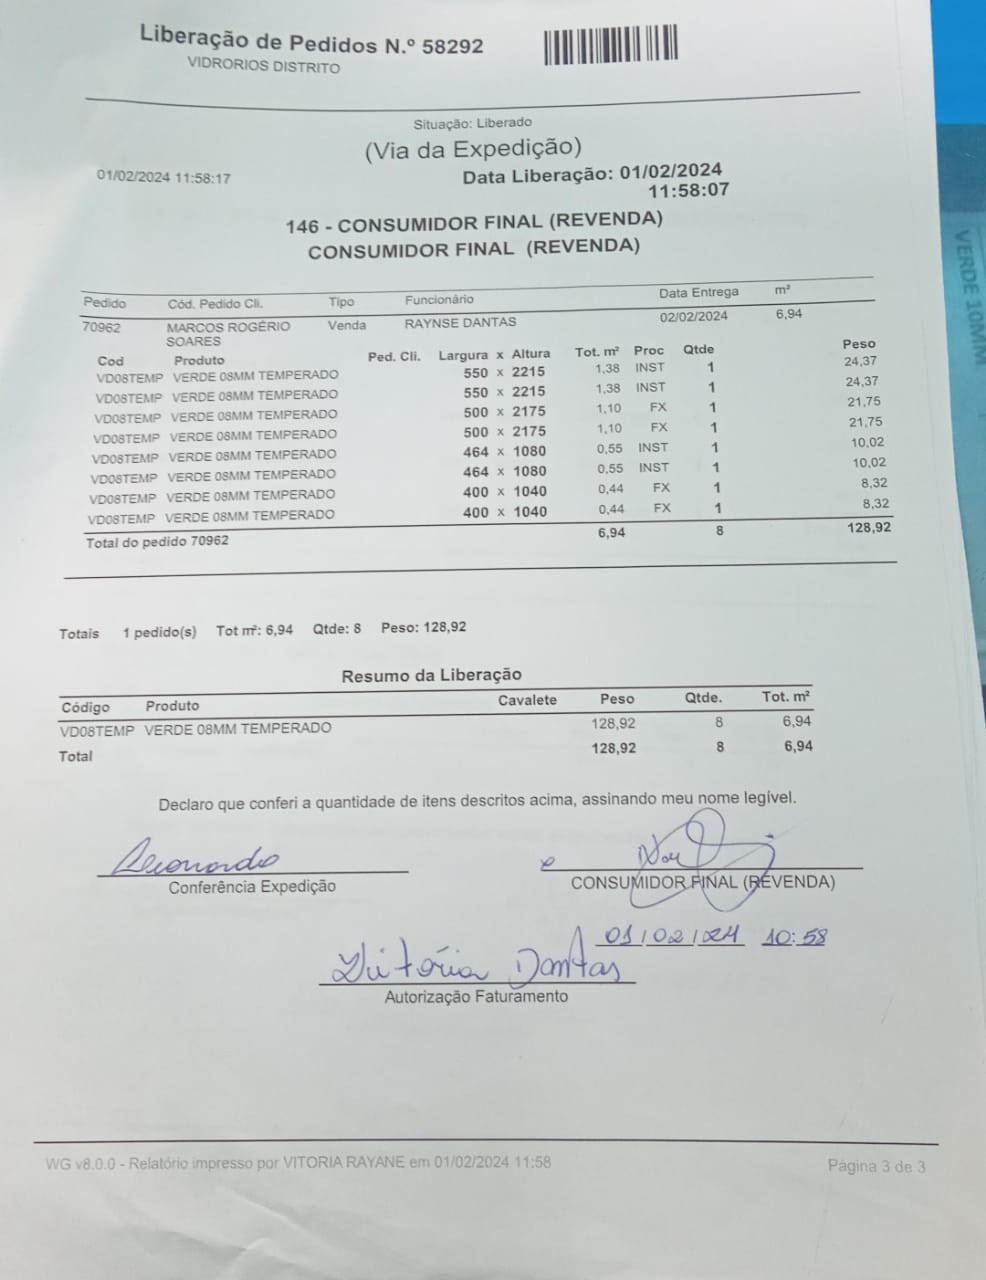 Liberação de Pedidos N.º 58292
VIDRORIOS DISTRITO
Situação: Liberado
(Via da Expedição)
01/02/2024 11:58:17
Data Liberação: 01/02/2024
11:58:07
146 - CONSUMIDOR FINAL (REVENDA)
CONSUMIDOR FINAL (REVENDA)
Pedido Cód. Pedido Cli. Tipo Funcionário Data Entrega m²
70962 MARCOS ROGÉRIO Venda RAYNSE DANTAS 02/02/2024 6,94
SOARES
Cod Produto Ped. Cli. Largura x Altura Tot. m² Proc Qtde Peso
VD08TEMP VERDE 08MM TEMPERADO 550 x 2215 1,38 INST 1 24,37
VD08TEMP VERDE 08MM TEMPERADO 550 x 2215 1,38 INST 1 24,37
VD08TEMP VERDE 08MM TEMPERADO 500 x 2175 1,10 FX 1 21,75
VD08TEMP VERDE 08MM TEMPERADO 500 x 2175 1,10 FX 1 21,75
VD08TEMP VERDE 08MM TEMPERADO 464 x 1080 0,55 INST 1 10,02
VD08TEMP VERDE 08MM TEMPERADO 464 x 1080 0,55 INST 1 10,02
VD08TEMP VERDE 08MM TEMPERADO 400 x 1040 0,44 FX 1 8,32
VD08TEMP VERDE 08MM TEMPERADO 400 x 1040 0,44 FX 1 8,32
Total do pedido 70962 6,94 8 128,92
Totais 1 pedido(s) Tot m²: 6,94 Qtde: 8 Peso: 128,92
Resumo da Liberação
Código Produto Cavalete Peso Qtde. Tot. m²
VD08TEMP VERDE 08MM TEMPERADO 128,92 8 6,94
Total 128,92 8 6,94
Declaro que conferi a quantidade de itens descritos acima, assinando meu nome legível.
Leonardo
Conferência Expedição
CONSUMIDOR FINAL (REVENDA)
01/02/24 10:58
Vitória Dantas
Autorização Faturamento
WG v8.0.0 - Relatório impresso por VITORIA RAYANE em 01/02/2024 11:58
Página 3 de 3
VERDE 10MM